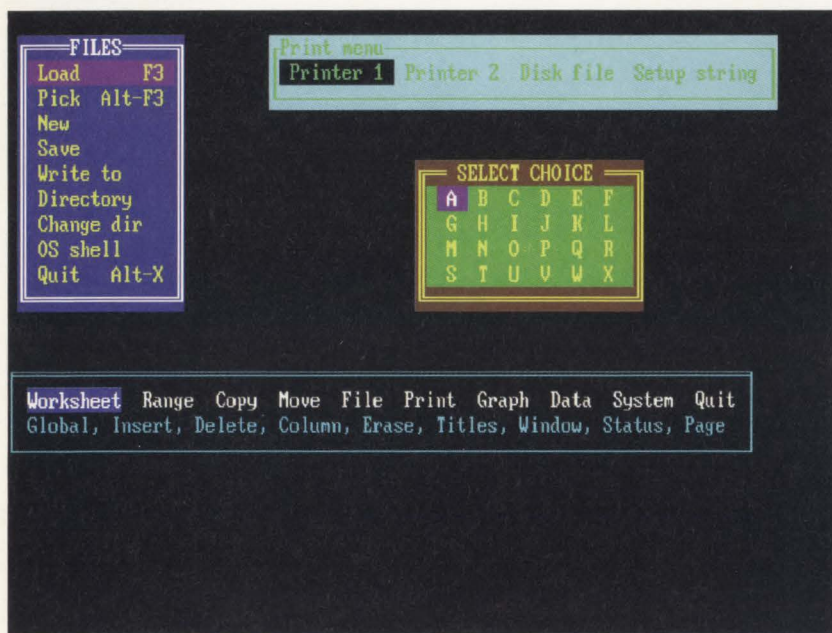 FILES
Load F3
Pick Alt-F3
New
Save
Write to
Directory
Change dir
OS shell
Quit Alt-X
Print menu
Printer 1 Printer 2 Disk file Setup string
SELECT CHOICE
A B C D E F
G H I J K L
M N O P Q R
S T U V W X
Worksheet Range Copy Move File Print Graph Data System Quit
Global, Insert, Delete, Column, Erase, Titles, Window, Status, Page